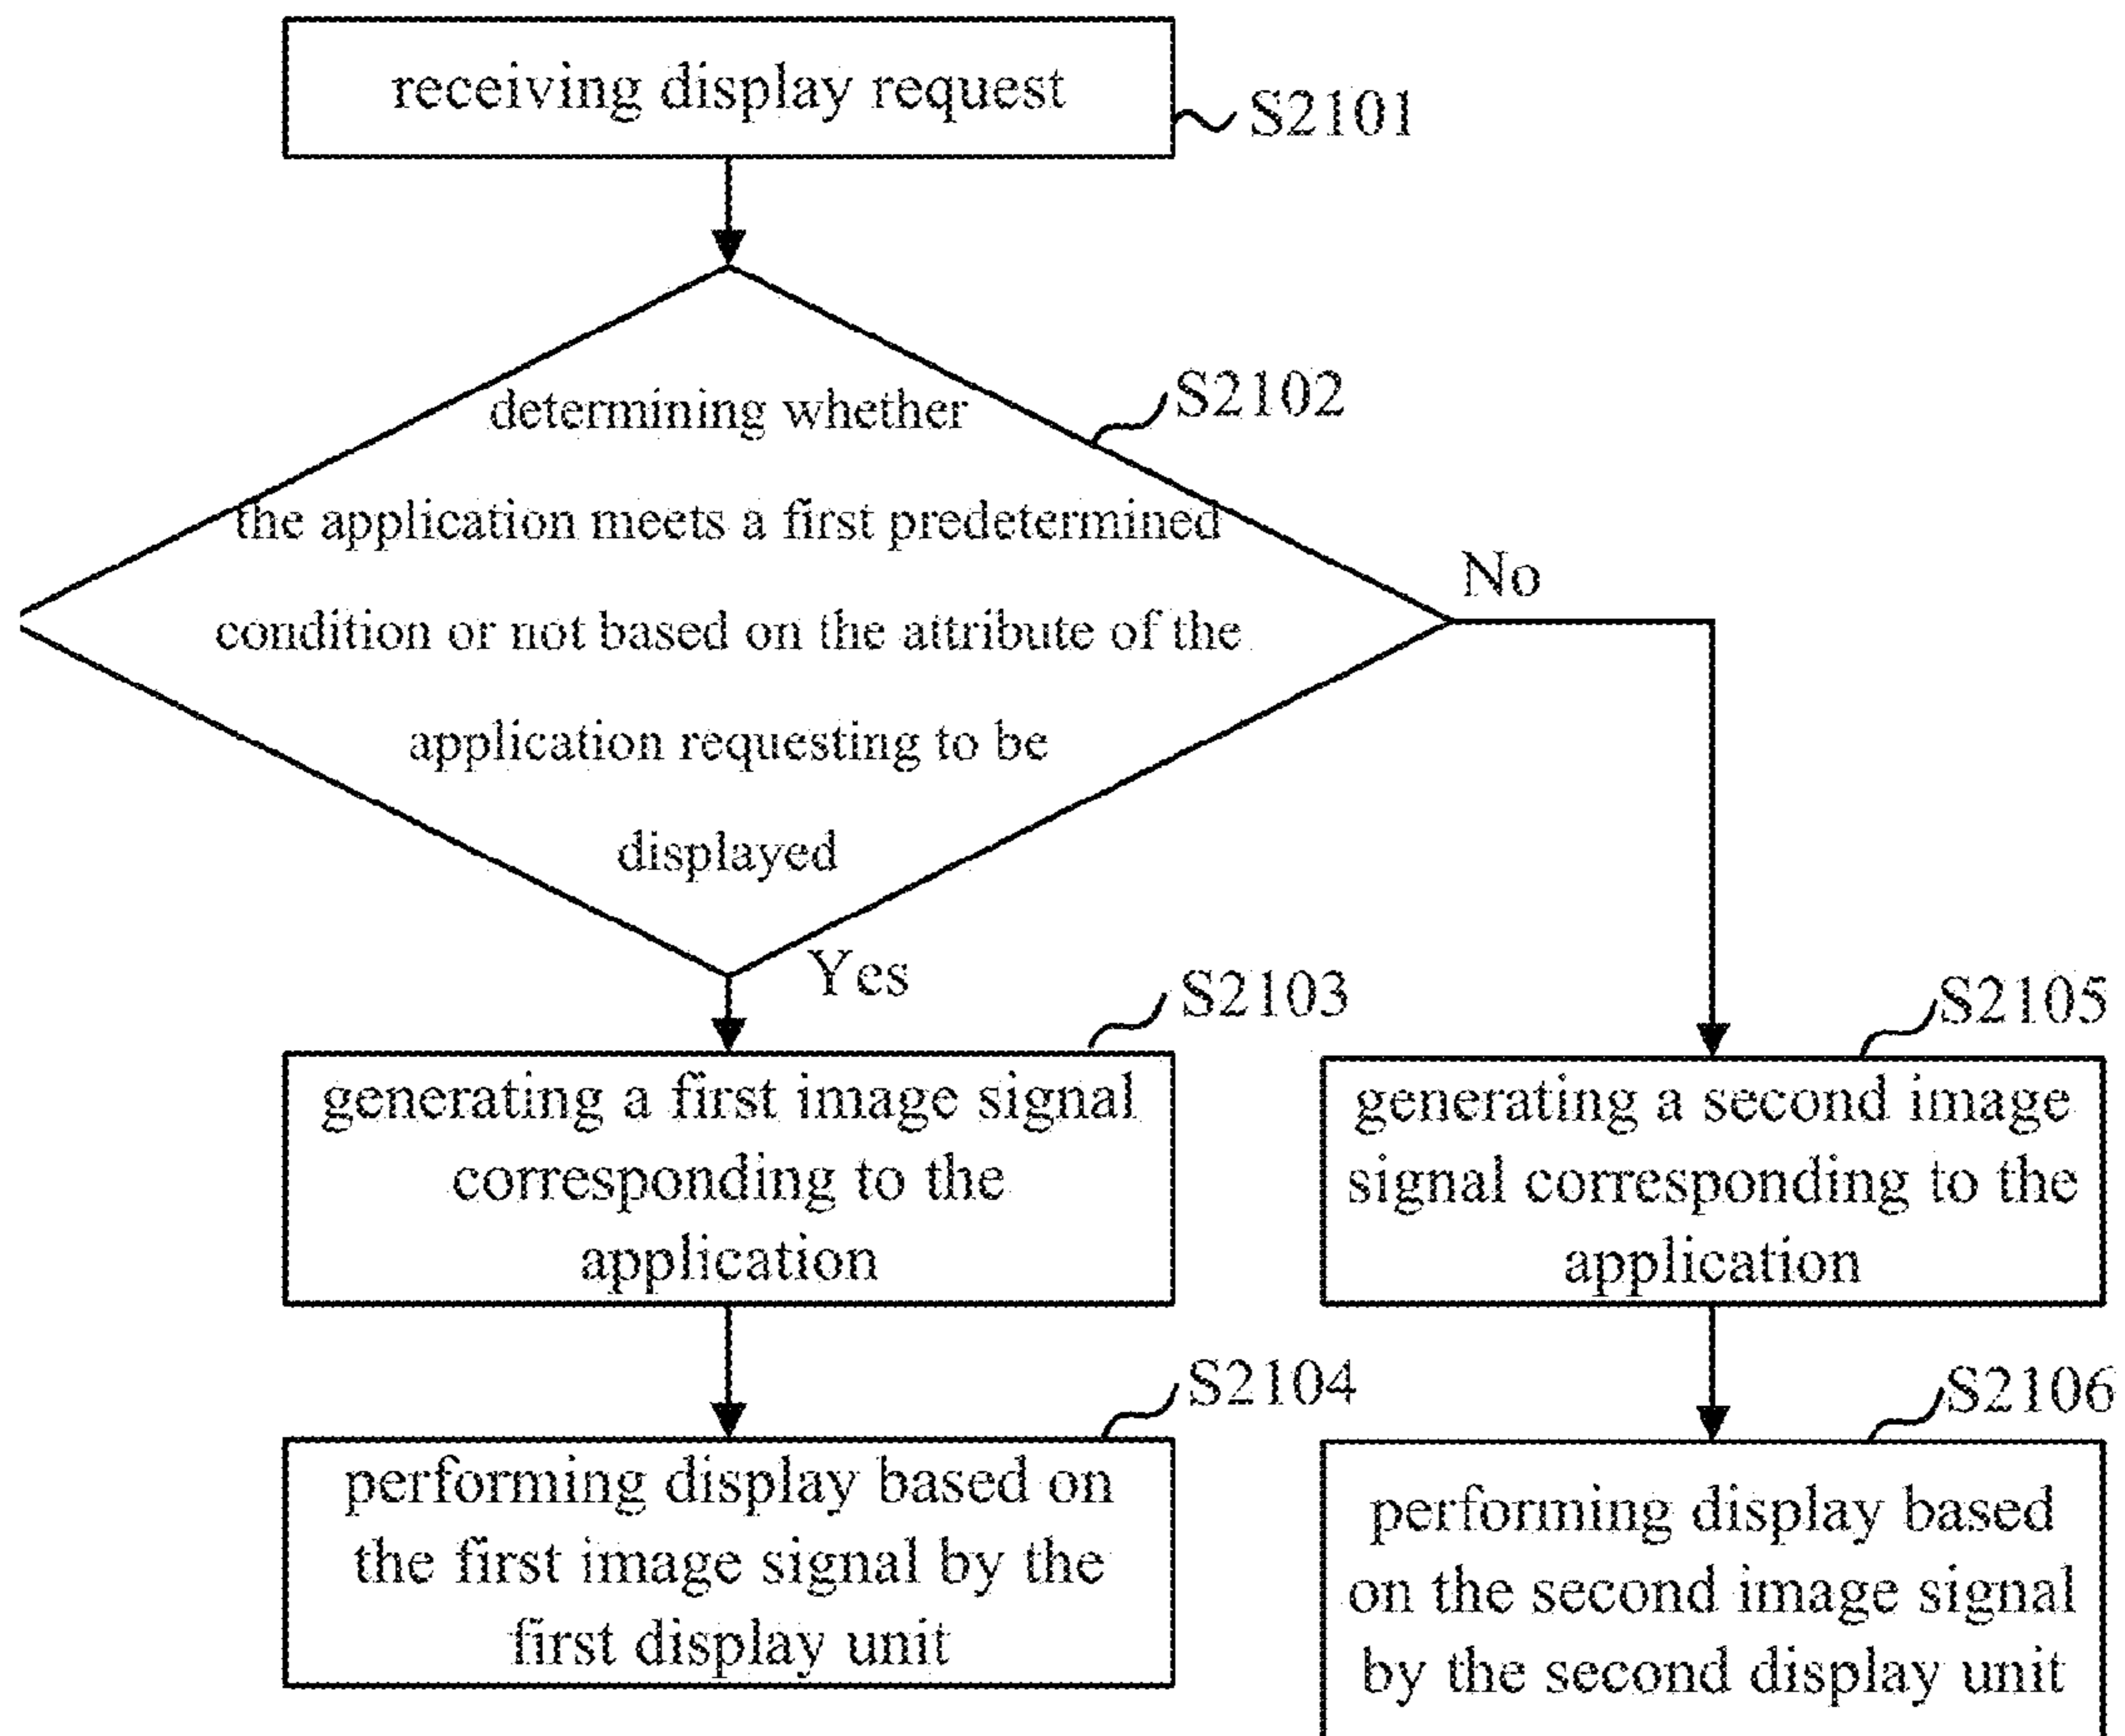 receiving display request
S2101
determining whether
S2102
the application meets a first predetermined
condition or not based on the attribute of the
application requesting to be
displayed
No
Yes
S2103
generating a first image signal
corresponding to the
application
S2105
generating a second image
signal corresponding to the
application
S2104
performing display based on
the first image signal by the
first display unit
S2106
performing display based
on the second image signal
by the second display unit